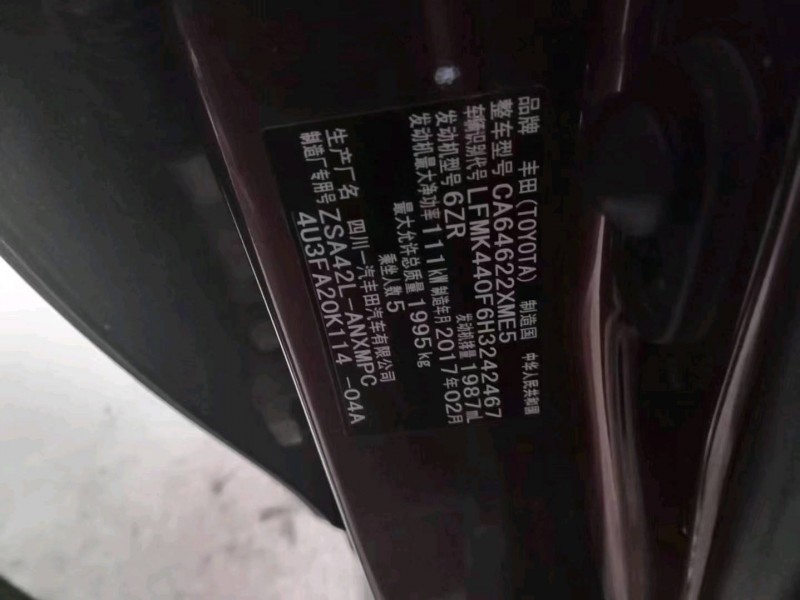 品牌 丰田(TOYOTA) 制造国 中华人民共和国
整车型号 CA64622XME5
车辆识别代号 LFMK440F6H3242467
发动机型号 6ZR 发动机排量 1987mL
发动机最大净功率 111kW 制造年月 2017年02月
最大允许总质量 1995kg
乘坐人数 5
生产厂名 四川一汽丰田汽车有限公司
制造厂专用号 ZSA42L-ANXMPC
4U3FA20K114 -04A